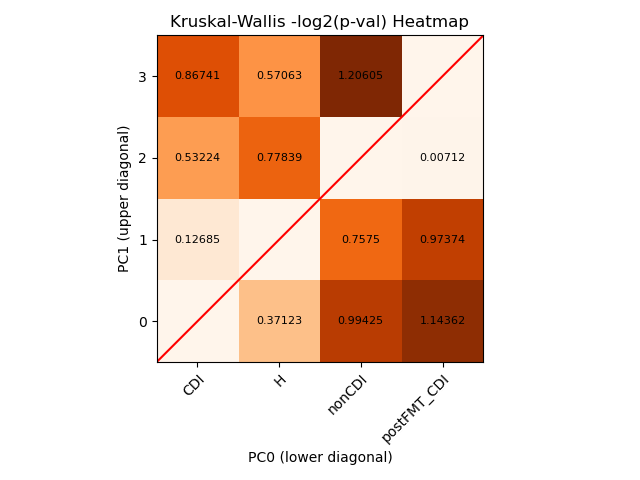 Kruskal-Wallis -log2(p-val) Heatmap
PC1 (upper diagonal)
3
0.86741 0.57063 1.20605
2
0.53224 0.77839 0.00712
1
0.12685 0.7575 0.97374
0
0.37123 0.99425 1.14362
CDI H nonCDI postFMT_CDI
PC0 (lower diagonal)